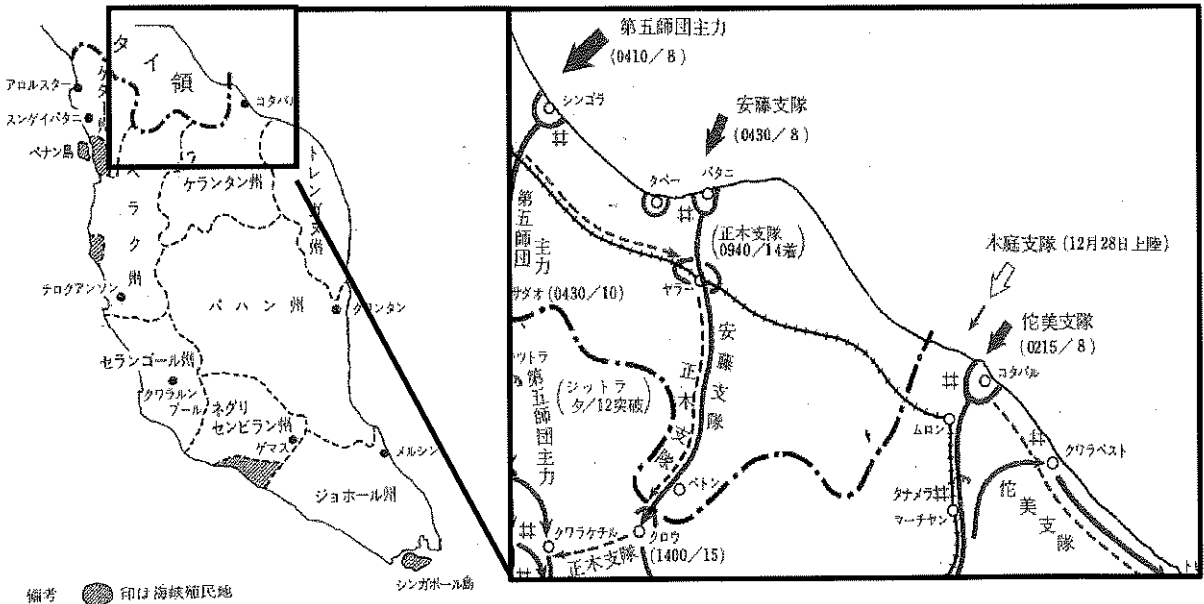 タイ領
アロルスター
スンゲイパタニ
ペナン島
コタバル
ケランタン州
トレンガヌ州
ペラク州
テロクアンソン
パハン州
クワンタン
セランゴール州
クワラルンプール
ネグリ
センビラン州
ゲマス
メルシン
ジョホール州
シンガポール島
備考 印は海峡殖民地
第五師団主力
(0410/8)
シンゴラ
安藤支隊
(0430/8)
パタニ
タペー
第五師団主力
(正木支隊
0940/14着)
ヤラー
サダオ (0430/10)
木庭支隊 (12月28日上陸)
佗美支隊
(0215/8)
コタバル
安藤支隊
正木支隊
(ジットラ
夕/12突破)
第五師団主力
ムロン
クワラベスト
ベトン
タナメラ
マーチャン
佗美支隊
クワラケチル
クロウ
(1400/15)
正木支隊